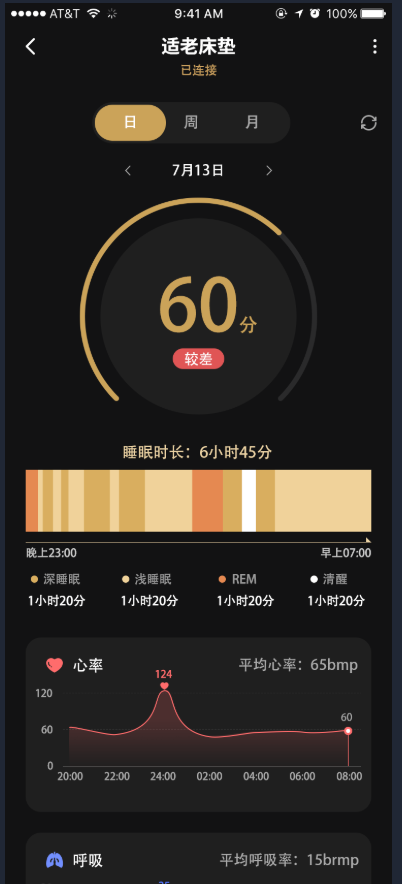 AT&T 9:41 AM 100%
适老床垫
已连接
日 周 月
7月13日
60分
较差
睡眠时长：6小时45分
晚上23:00 早上07:00
深睡眠 浅睡眠 REM 清醒
1小时20分 1小时20分 1小时20分 1小时20分
心率 平均心率：65bmp
124
120
60
60
0
20:00 22:00 24:00 02:00 04:00 06:00 08:00
呼吸 平均呼吸率：15brmp